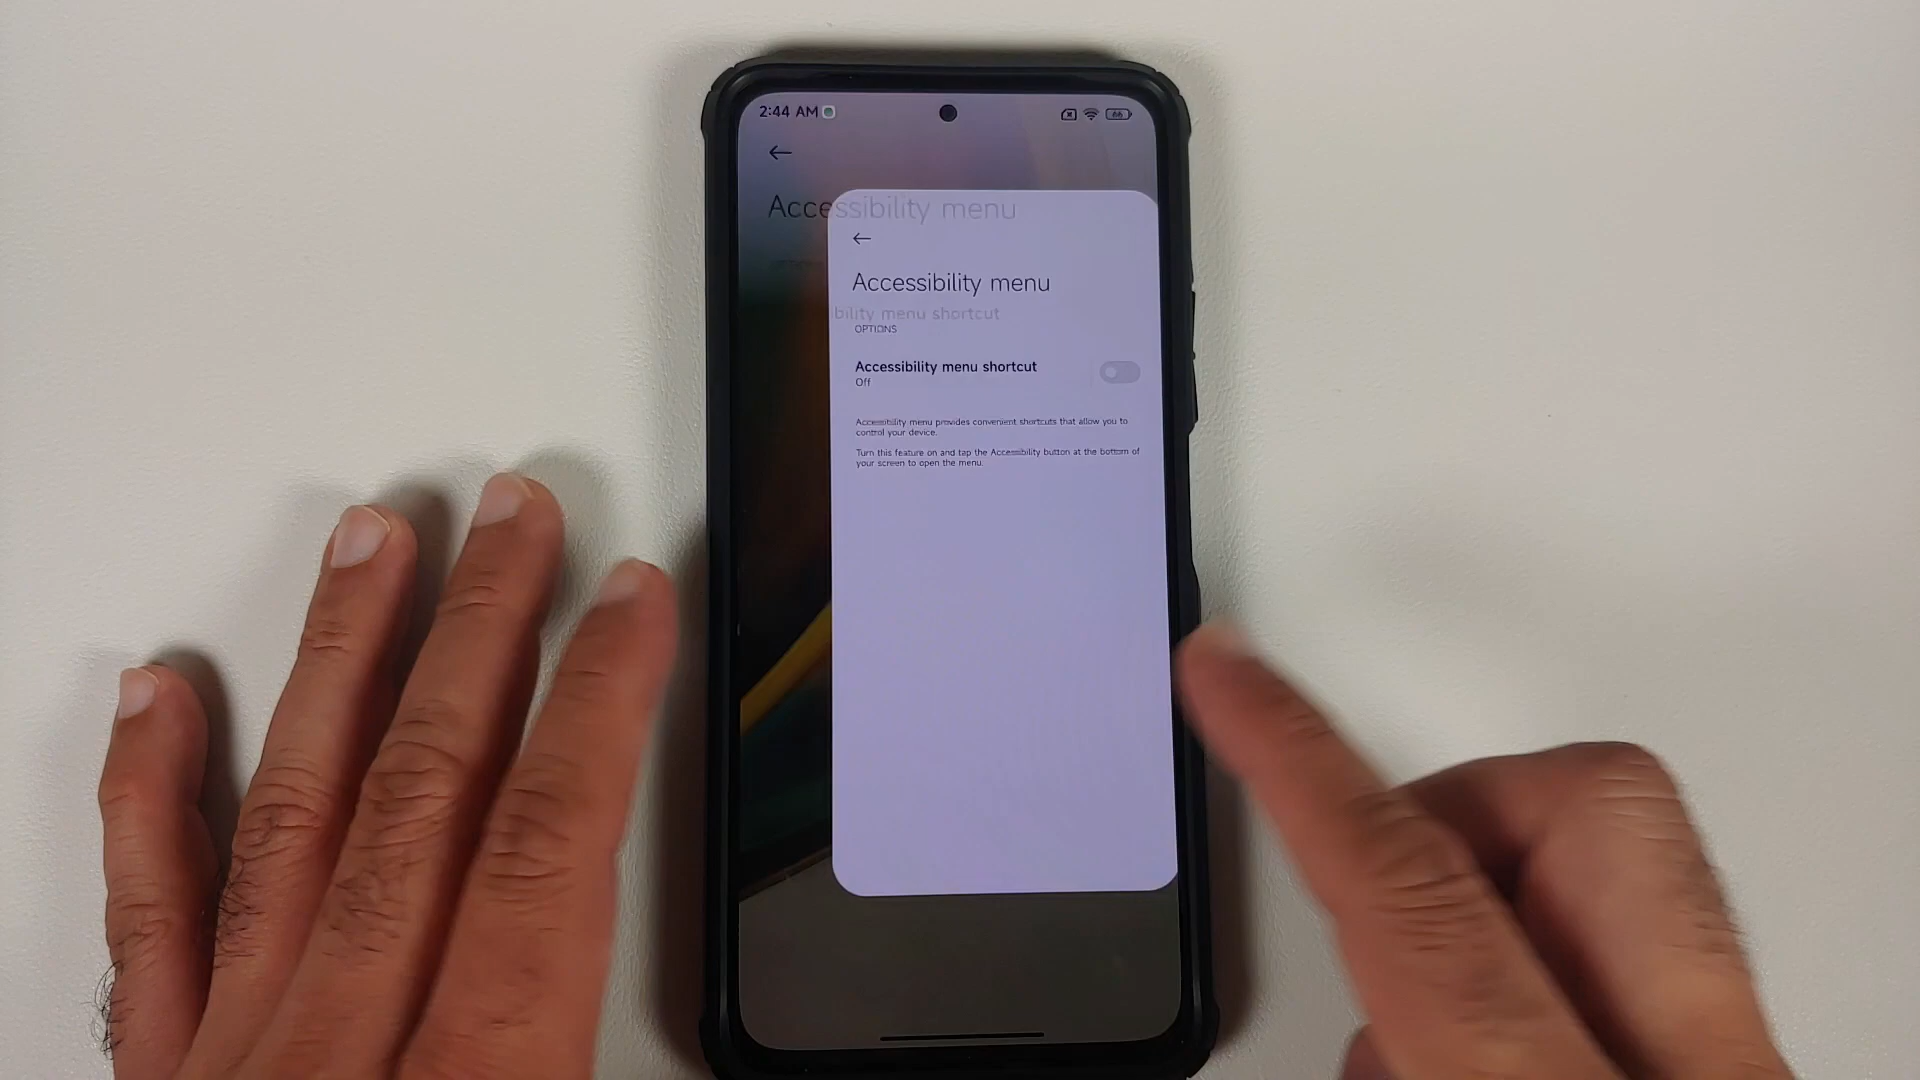 2:44 AM
66
Accessibility menu
Accessibility menu
bility menu shortcut
OPTIONS
Accessibility menu shortcut
Off
Accessibility menu provides convenient shortcuts that allow you to
control your device.
Turn this feature on and tap the Accessibility button at the bottom of
your screen to open the menu.